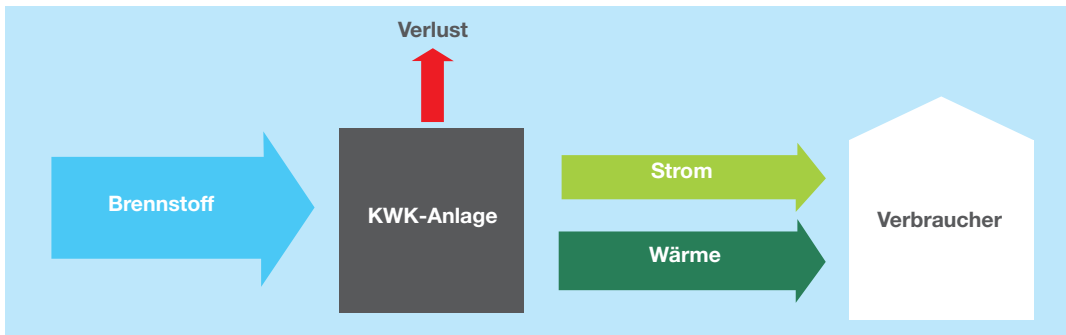 Verlust
Brennstoff
KWK-Anlage
Strom
Wärme
Verbraucher